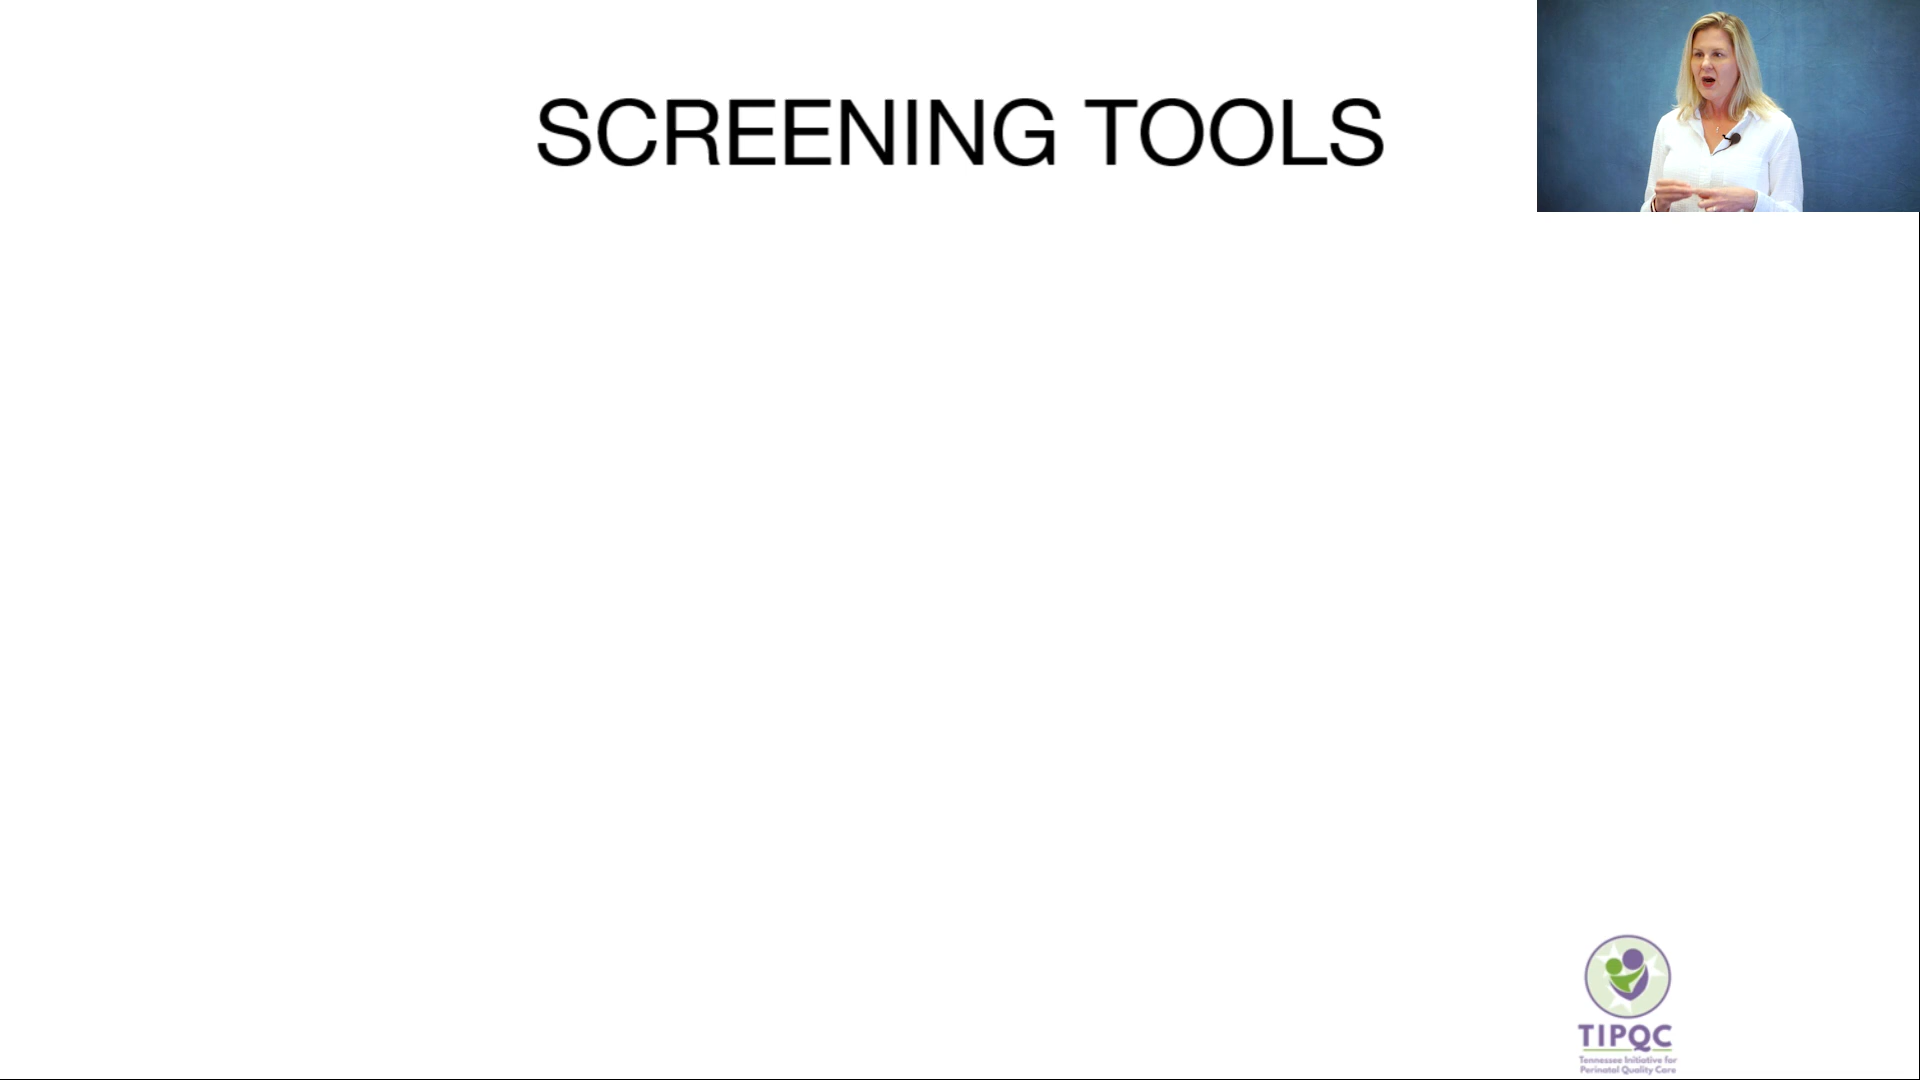 SCREENING TOOLS
TIPQC
Tennessee Initiative for
Perinatal Quality Care